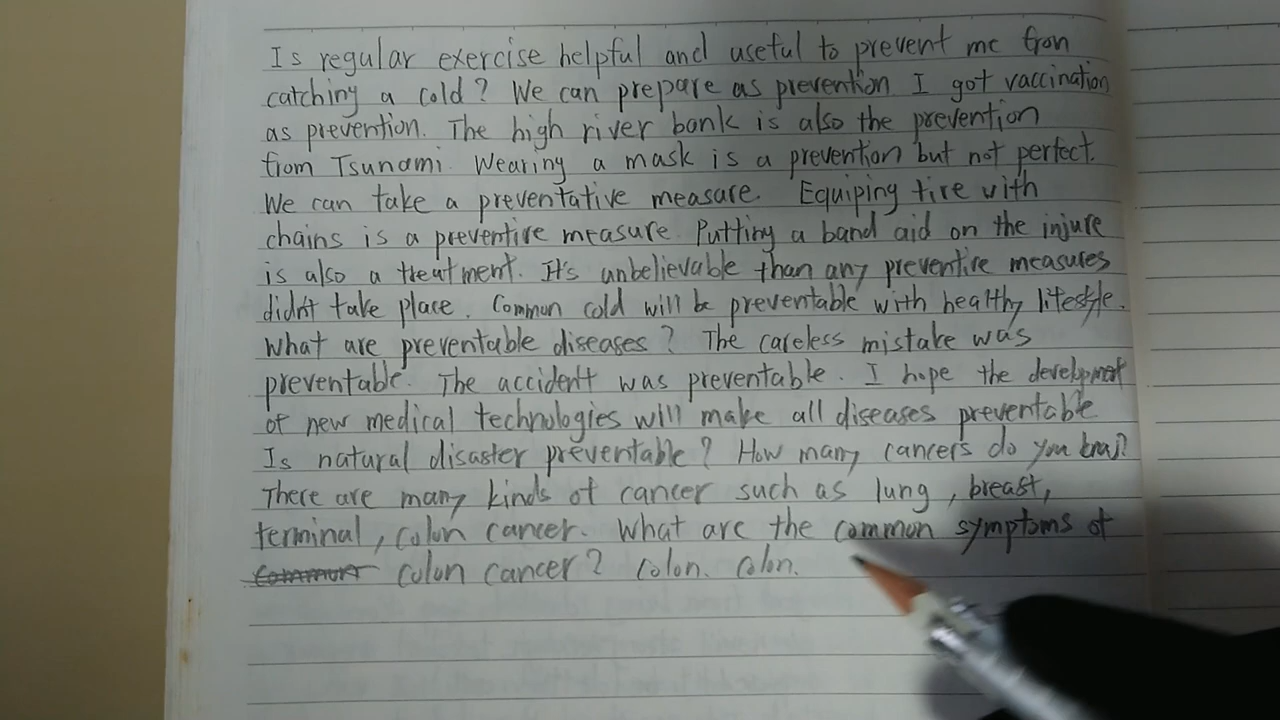 Is regular exercise helpful and useful to prevent me from
catching a cold? We can prepare as prevention I got vaccination
as prevention. The high river bank is also the prevention
from Tsunami. Wearing a mask is a prevention but not perfect.
We can take a preventative measure. Equiping tire with
chains is a preventive measure. Putting a band aid on the injure
is also a treatment. It's unbelievable than any preventive measures
didn't take place. Common cold will be preventable with healthy lifestyle.
What are preventable diseases? The careless mistake was
preventable. The accident was preventable. I hope the development
of new medical technologies will make all diseases preventable
Is natural disaster preventable? How many cancers do you know?
There are many kinds of cancer such as lung, breast,
terminal, colon cancer. What are the common symptoms of
colon cancer? Colon. Colon.